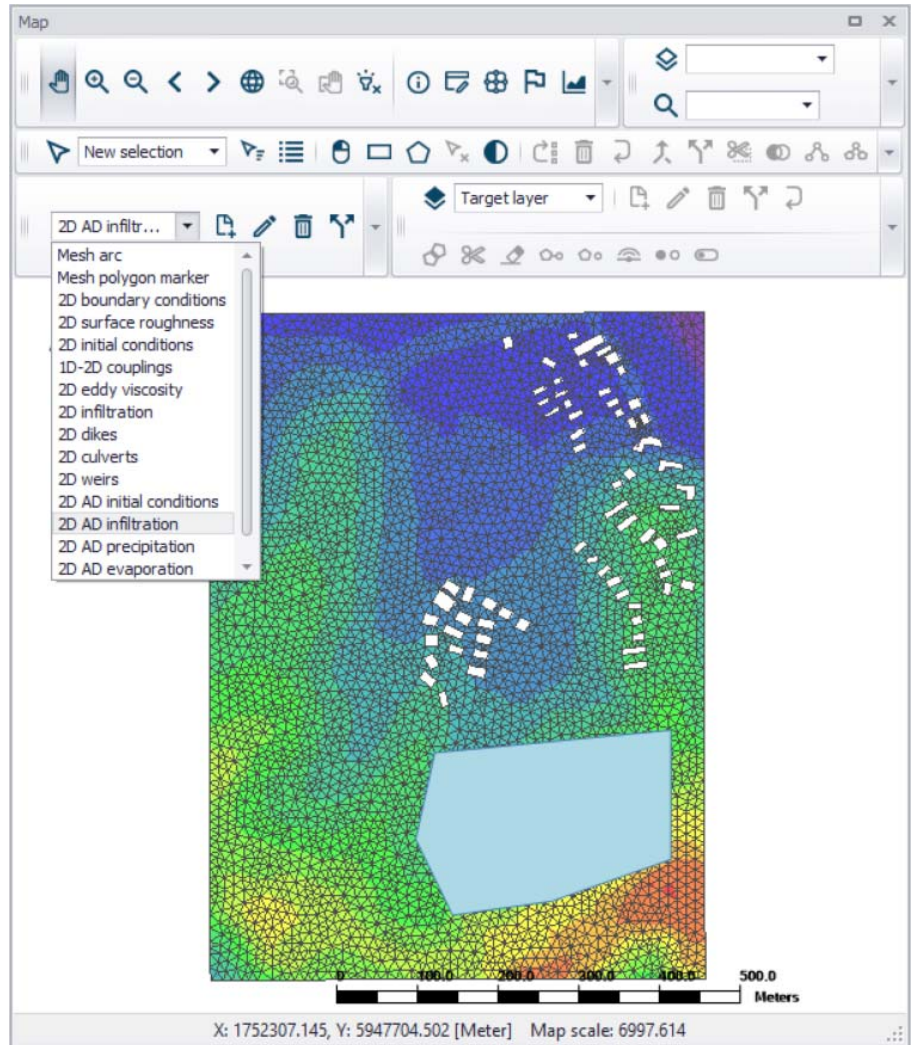 Map
New selection
2D AD infiltr...
Target layer
Mesh arc
Mesh polygon marker
2D boundary conditions
2D surface roughness
2D initial conditions
1D-2D couplings
2D eddy viscosity
2D infiltration
2D dikes
2D culverts
2D weirs
2D AD initial conditions
2D AD infiltration
2D AD precipitation
2D AD evaporation
0 100.0 200.0 300.0 400.0 500.0
Meters
X: 1752307.145, Y: 5947704.502 [Meter] Map scale: 6997.614